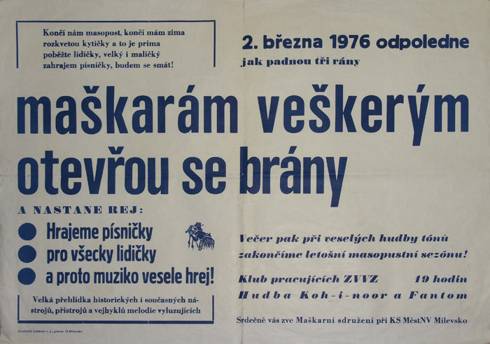 Končí nám masopust, končí mám zima
rozkvetou kytičky a to je príma
poběžte lidičky, velký i maličký
zahrajem písničky, budem se smát!
2. března 1976 odpoledne
jak padnou tři rány
maškarám veškerým
otevřou se brány
A NASTANE REJ:
Hrajeme písničky
pro všecky lidičky
a proto muziko vesele hrej!
Velká přehlídka historických i současných ná-
strojů, přístrojů a vejhyklů melodie vyluzujících
Večer pak při veselých hudby tónů
zakončíme letošní masopustní sezónu!
Klub pracujících ZVVZ 19 hodin
Hudba Koh-i-noor a Fantom
Srdečně vás zve Maškarní sdružení při KS MěstNV Milevsko